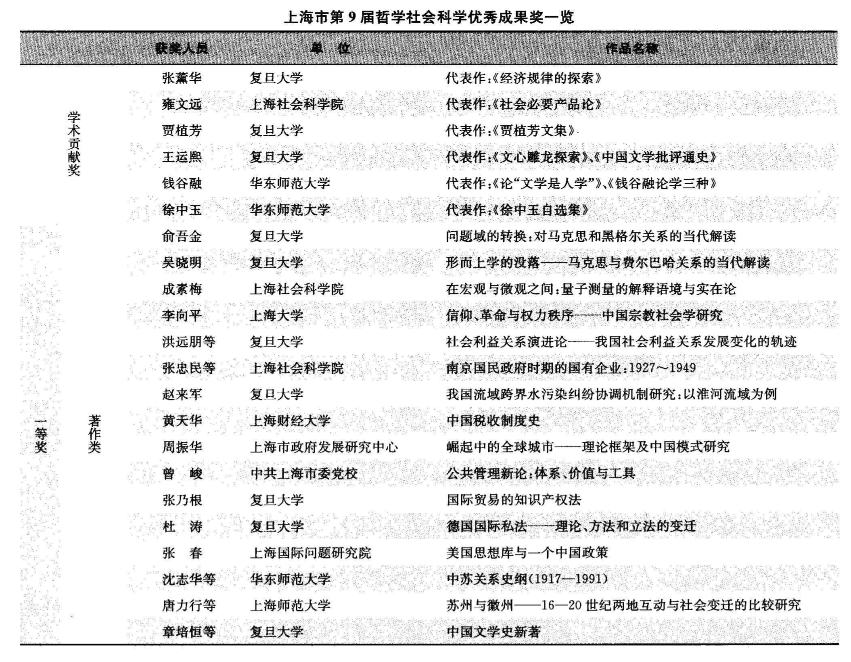 上海市第9届哲学社会科学优秀成果奖一览
获奖人员 单位 作品名称
学术贡献奖
张薰华 复旦大学 代表作:《经济规律的探索》
雍文远 上海社会科学院 代表作:《社会必要产品论》
贾植芳 复旦大学 代表作:《贾植芳文集》
王运熙 复旦大学 代表作:《文心雕龙探索》、《中国文学批评通史》
钱谷融 华东师范大学 代表作:《论“文学是人学”》、《钱谷融论学三种》
徐中玉 华东师范大学 代表作:《徐中玉自选集》
一等奖
著作类
俞吾金 复旦大学 问题域的转换:对马克思和黑格尔关系的当代解读
吴晓明 复旦大学 形而上学的没落——马克思与费尔巴哈关系的当代解读
成素梅 上海社会科学院 在宏观与微观之间:量子测量的解释语境与实在论
李向平 上海大学 信仰、革命与权力秩序——中国宗教社会学研究
洪远朋等 复旦大学 社会利益关系演进论——我国社会利益关系发展变化的轨迹
张忠民等 上海社会科学院 南京国民政府时期的国有企业:1927～1949
赵来军 复旦大学 我国流域跨界水污染纠纷协调机制研究:以淮河流域为例
黄天华 上海财经大学 中国税收制度史
周振华 上海市政府发展研究中心 崛起中的全球城市——理论框架及中国模式研究
曾峻 中共上海市委党校 公共管理新论:体系、价值与工具
张乃根 复旦大学 国际贸易的知识产权法
杜涛 复旦大学 德国国际私法——理论、方法和立法的变迁
张春 上海国际问题研究院 美国思想库与一个中国政策
沈志华等 华东师范大学 中苏关系史纲(1917—1991)
唐力行等 上海师范大学 苏州与徽州——16—20世纪两地互动与社会变迁的比较研究
章培恒等 复旦大学 中国文学史新著